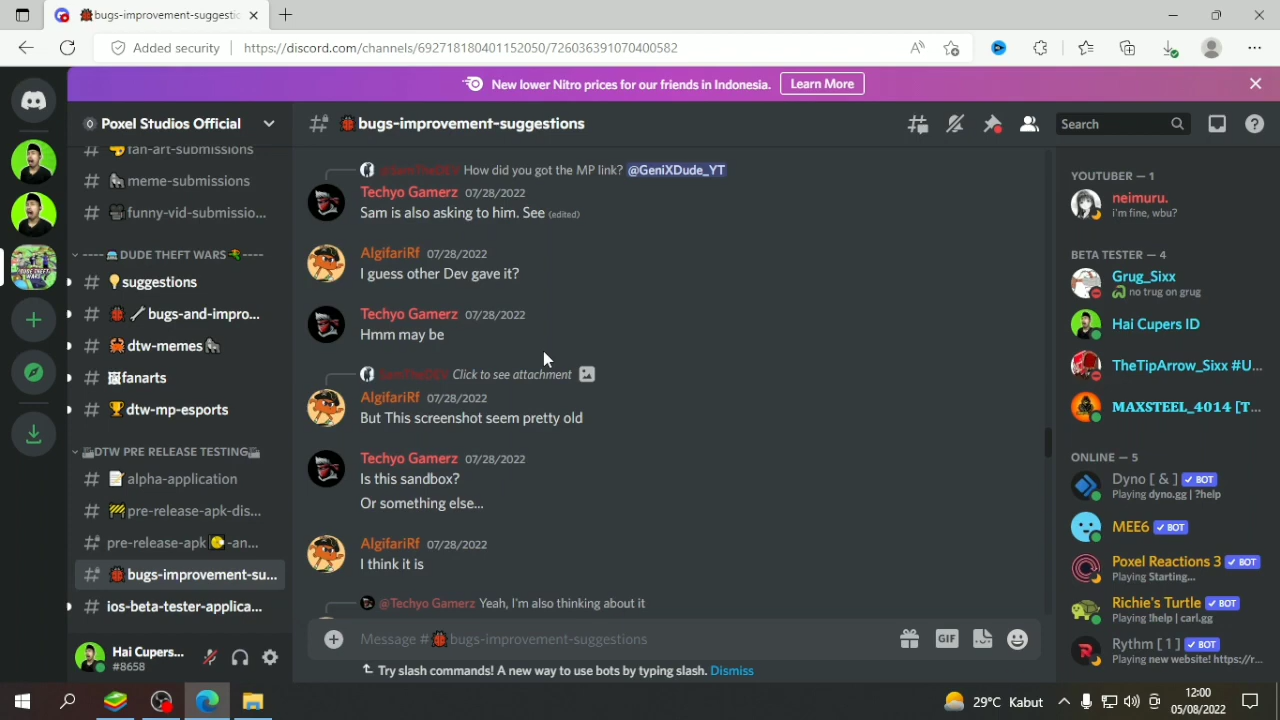 🐞bugs-improvement-suggestic
Added security
https://discord.com/channels/692718180401152050/726036391070400582
New lower Nitro prices for our friends in Indonesia.
Learn More
Poxel Studios Official
🐞bugs-improvement-suggestions
Search
fan-art-submissions
meme-submissions
funny-vid-submissio...
---- DUDE THEFT WARS ----
suggestions
bugs-and-impro...
dtw-memes
fanarts
dtw-mp-esports
DTW PRE RELEASE TESTING
alpha-application
pre-release-apk-dis...
pre-release-apk -an...
bugs-improvement-su...
ios-beta-tester-applica...
Hai Cupers...
#8658
How did you got the MP link? @GeniXDude_YT
Techyo Gamerz 07/28/2022
Sam is also asking to him. See (edited)
AlgifariRf 07/28/2022
I guess other Dev gave it?
Techyo Gamerz 07/28/2022
Hmm may be
Click to see attachment
AlgifariRf 07/28/2022
But This screenshot seem pretty old
Techyo Gamerz 07/28/2022
Is this sandbox?
Or something else...
AlgifariRf 07/28/2022
I think it is
@Techyo Gamerz Yeah, I'm also thinking about it
Message #🐞bugs-improvement-suggestions
GIF
Try slash commands! A new way to use bots by typing slash. Dismiss
YOUTUBER — 1
neimuru.
i'm fine, wbu?
BETA TESTER — 4
Grug_Sixx
no trug on grug
Hai Cupers ID
TheTipArrow_Sixx #U...
MAXSTEEL_4014 [T...
ONLINE — 5
Dyno [ & ] ✓ BOT
Playing dyno.gg | ?help
MEE6 ✓ BOT
Poxel Reactions 3 ✓ BOT
Playing Starting...
Richie's Turtle ✓ BOT
Playing !help | carl.gg
Rythm [ 1 ] ✓ BOT
Playing new website! https://r...
29°C Kabut
12:00
05/08/2022